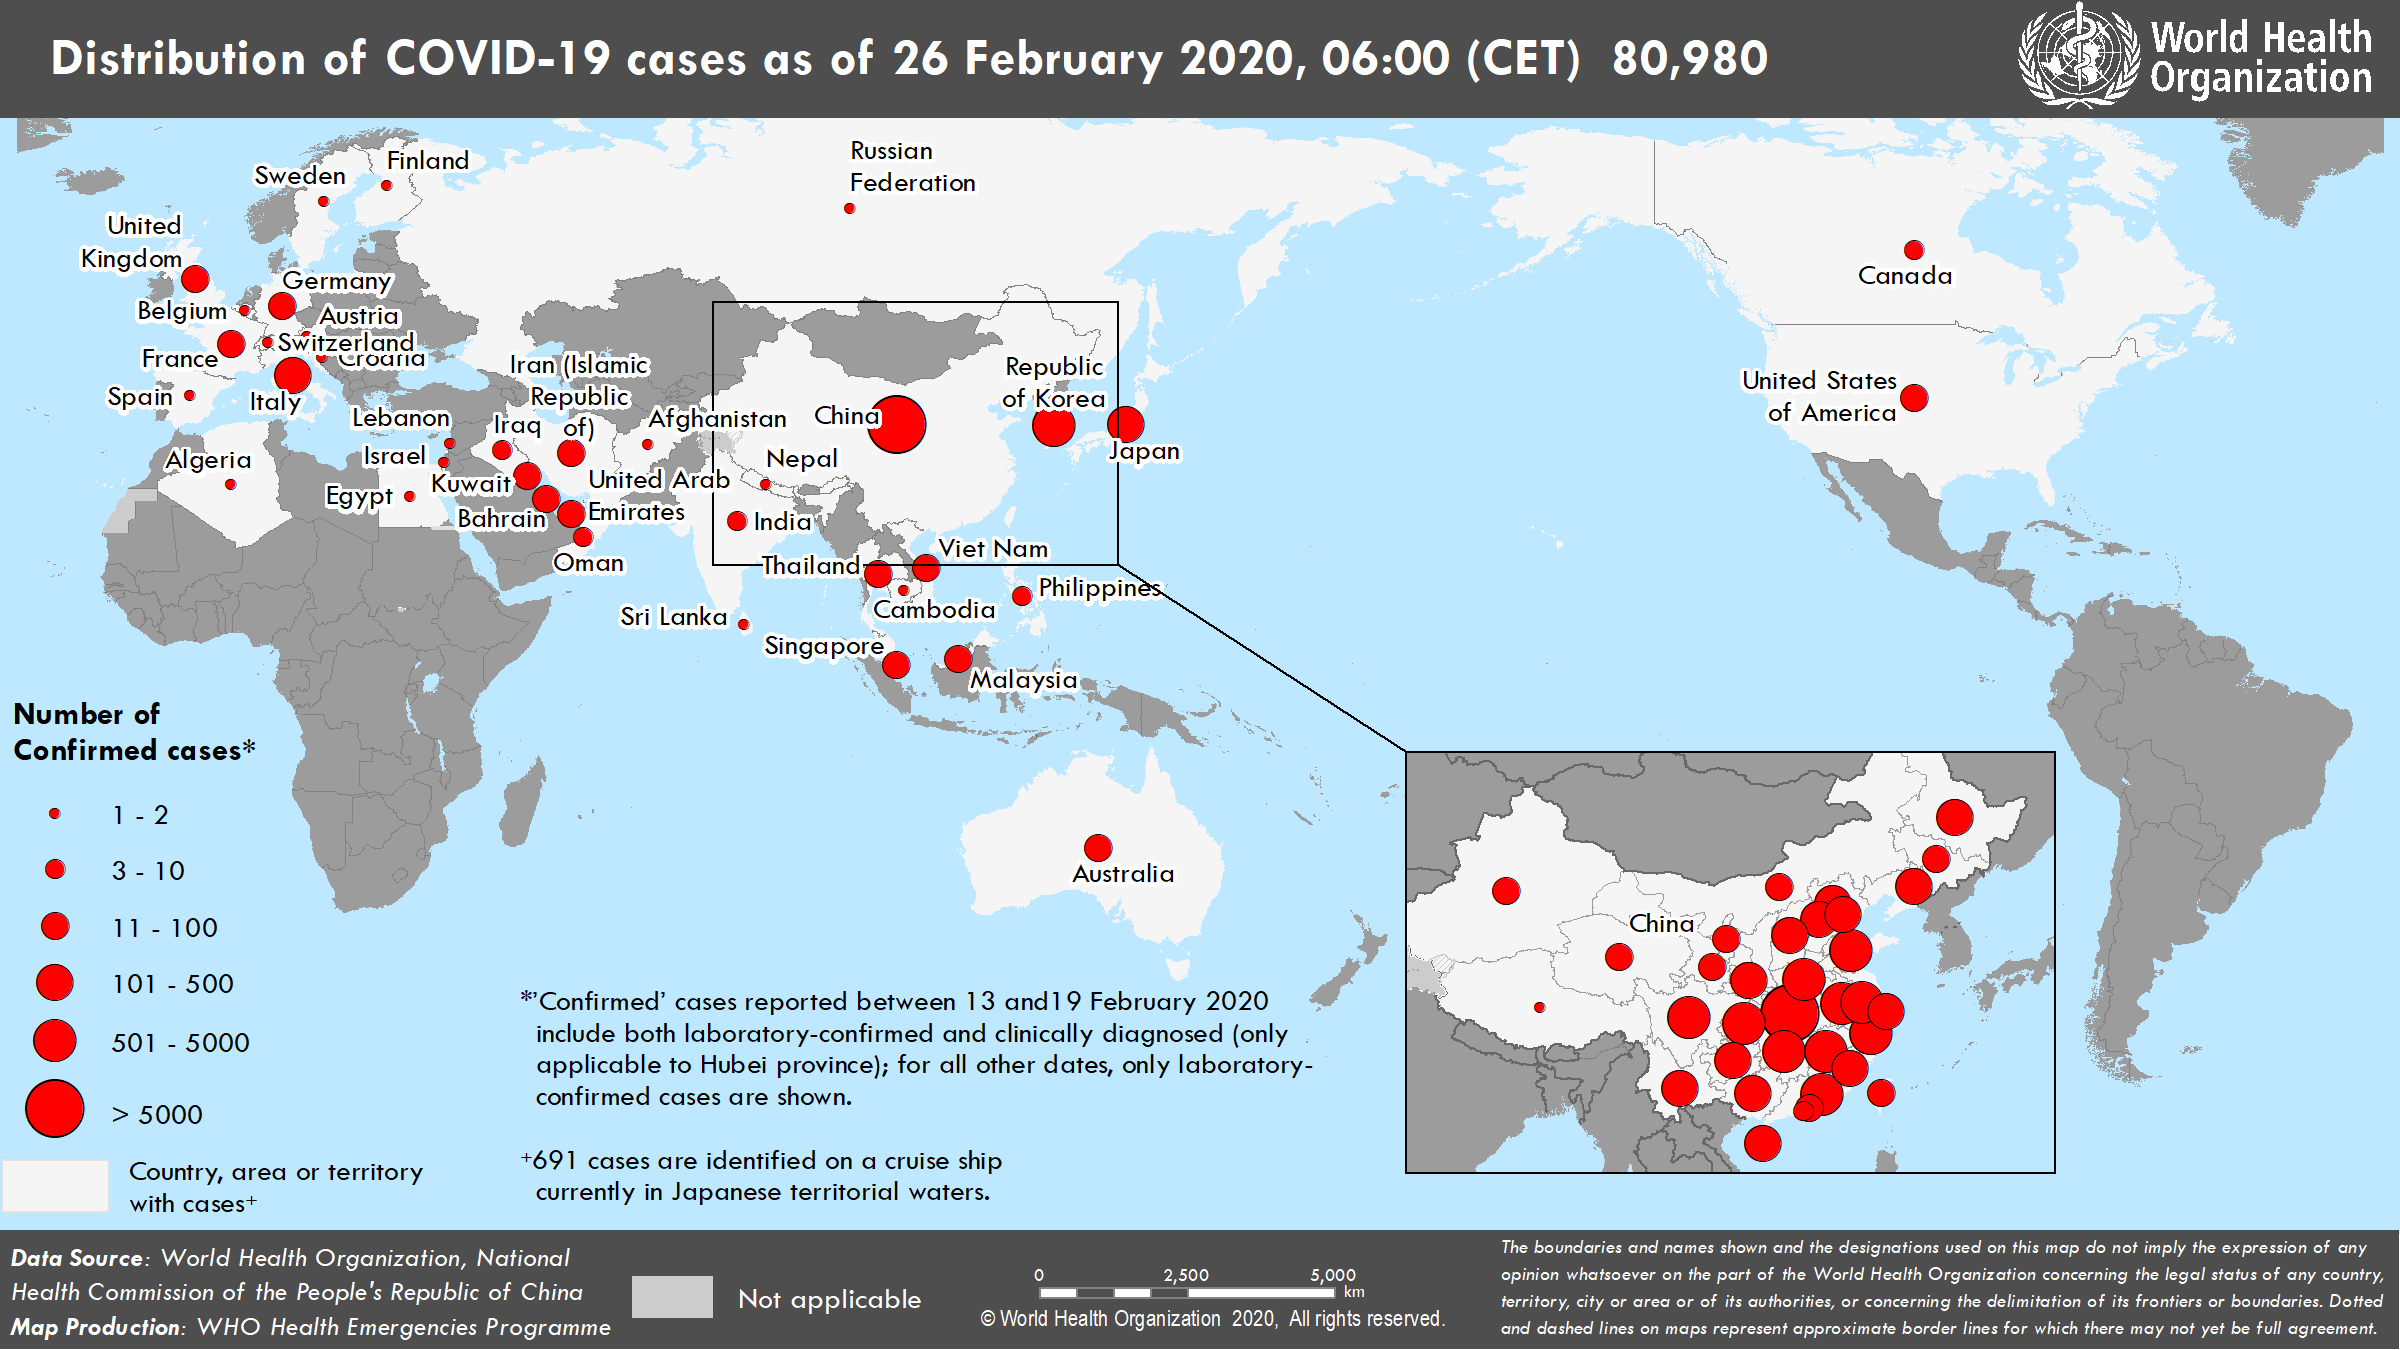 Distribution of COVID-19 cases as of 26 February 2020, 06:00 (CET)  80,980
World Health
Organization
Finland
Sweden
Russian
Federation
United
Kingdom
Germany
Belgium
Austria
Switzerland
Croatia
France
Spain
Italy
Canada
United States
of America
Iran (Islamic
Republic
of)
Republic
of Korea
Lebanon
Iraq
Afghanistan
China
Japan
Algeria
Israel
Nepal
Egypt
Kuwait
United Arab
Emirates
Bahrain
India
Oman
Viet Nam
Thailand
Philippines
Cambodia
Sri Lanka
Singapore
Malaysia
Australia
China
Number of
Confirmed cases*
1 - 2
3 - 10
11 - 100
101 - 500
501 - 5000
> 5000
Country, area or territory
with cases+
*’Confirmed’ cases reported between 13 and19 February 2020
include both laboratory-confirmed and clinically diagnosed (only
applicable to Hubei province); for all other dates, only laboratory-
confirmed cases are shown.
+691 cases are identified on a cruise ship
currently in Japanese territorial waters.
Data Source: World Health Organization, National
Health Commission of the People's Republic of China
Map Production: WHO Health Emergencies Programme
Not applicable
0 2,500 5,000
km
© World Health Organization 2020, All rights reserved.
The boundaries and names shown and the designations used on this map do not imply the expression of any
opinion whatsoever on the part of the World Health Organization concerning the legal status of any country,
territory, city or area or of its authorities, or concerning the delimitation of its frontiers or boundaries. Dotted
and dashed lines on maps represent approximate border lines for which there may not yet be full agreement.